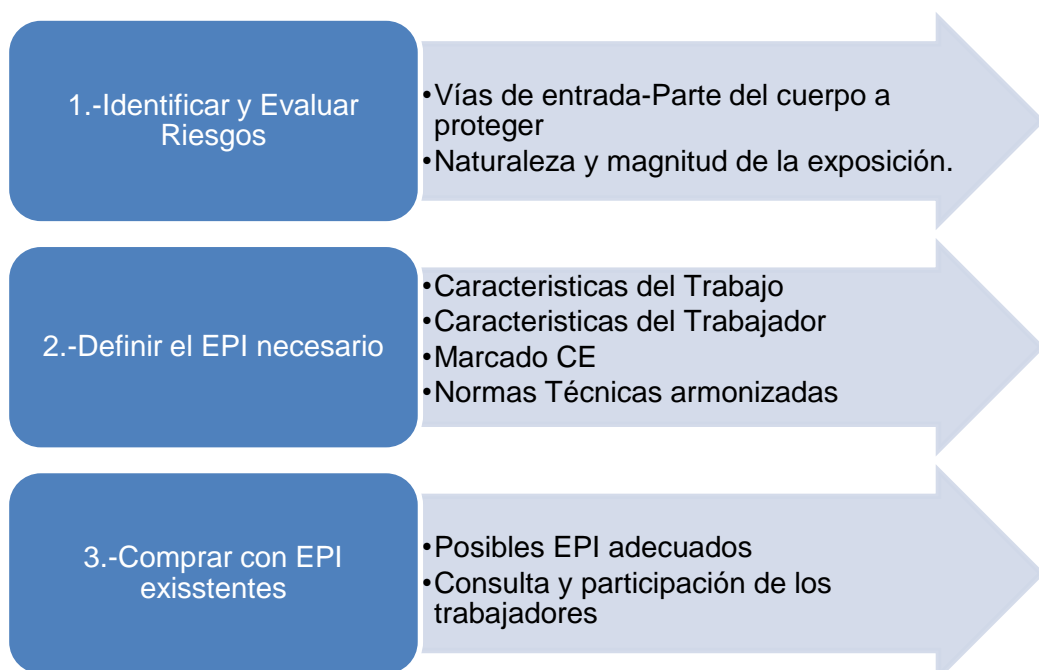 1.-Identificar y Evaluar
Riesgos
•Vías de entrada-Parte del cuerpo a
proteger
•Naturaleza y magnitud de la exposición.
2.-Definir el EPI necesario
•Caracteristicas del Trabajo
•Caracteristicas del Trabajador
•Marcado CE
•Normas Técnicas armonizadas
3.-Comprar con EPI
exisstentes
•Posibles EPI adecuados
•Consulta y participación de los
trabajadores